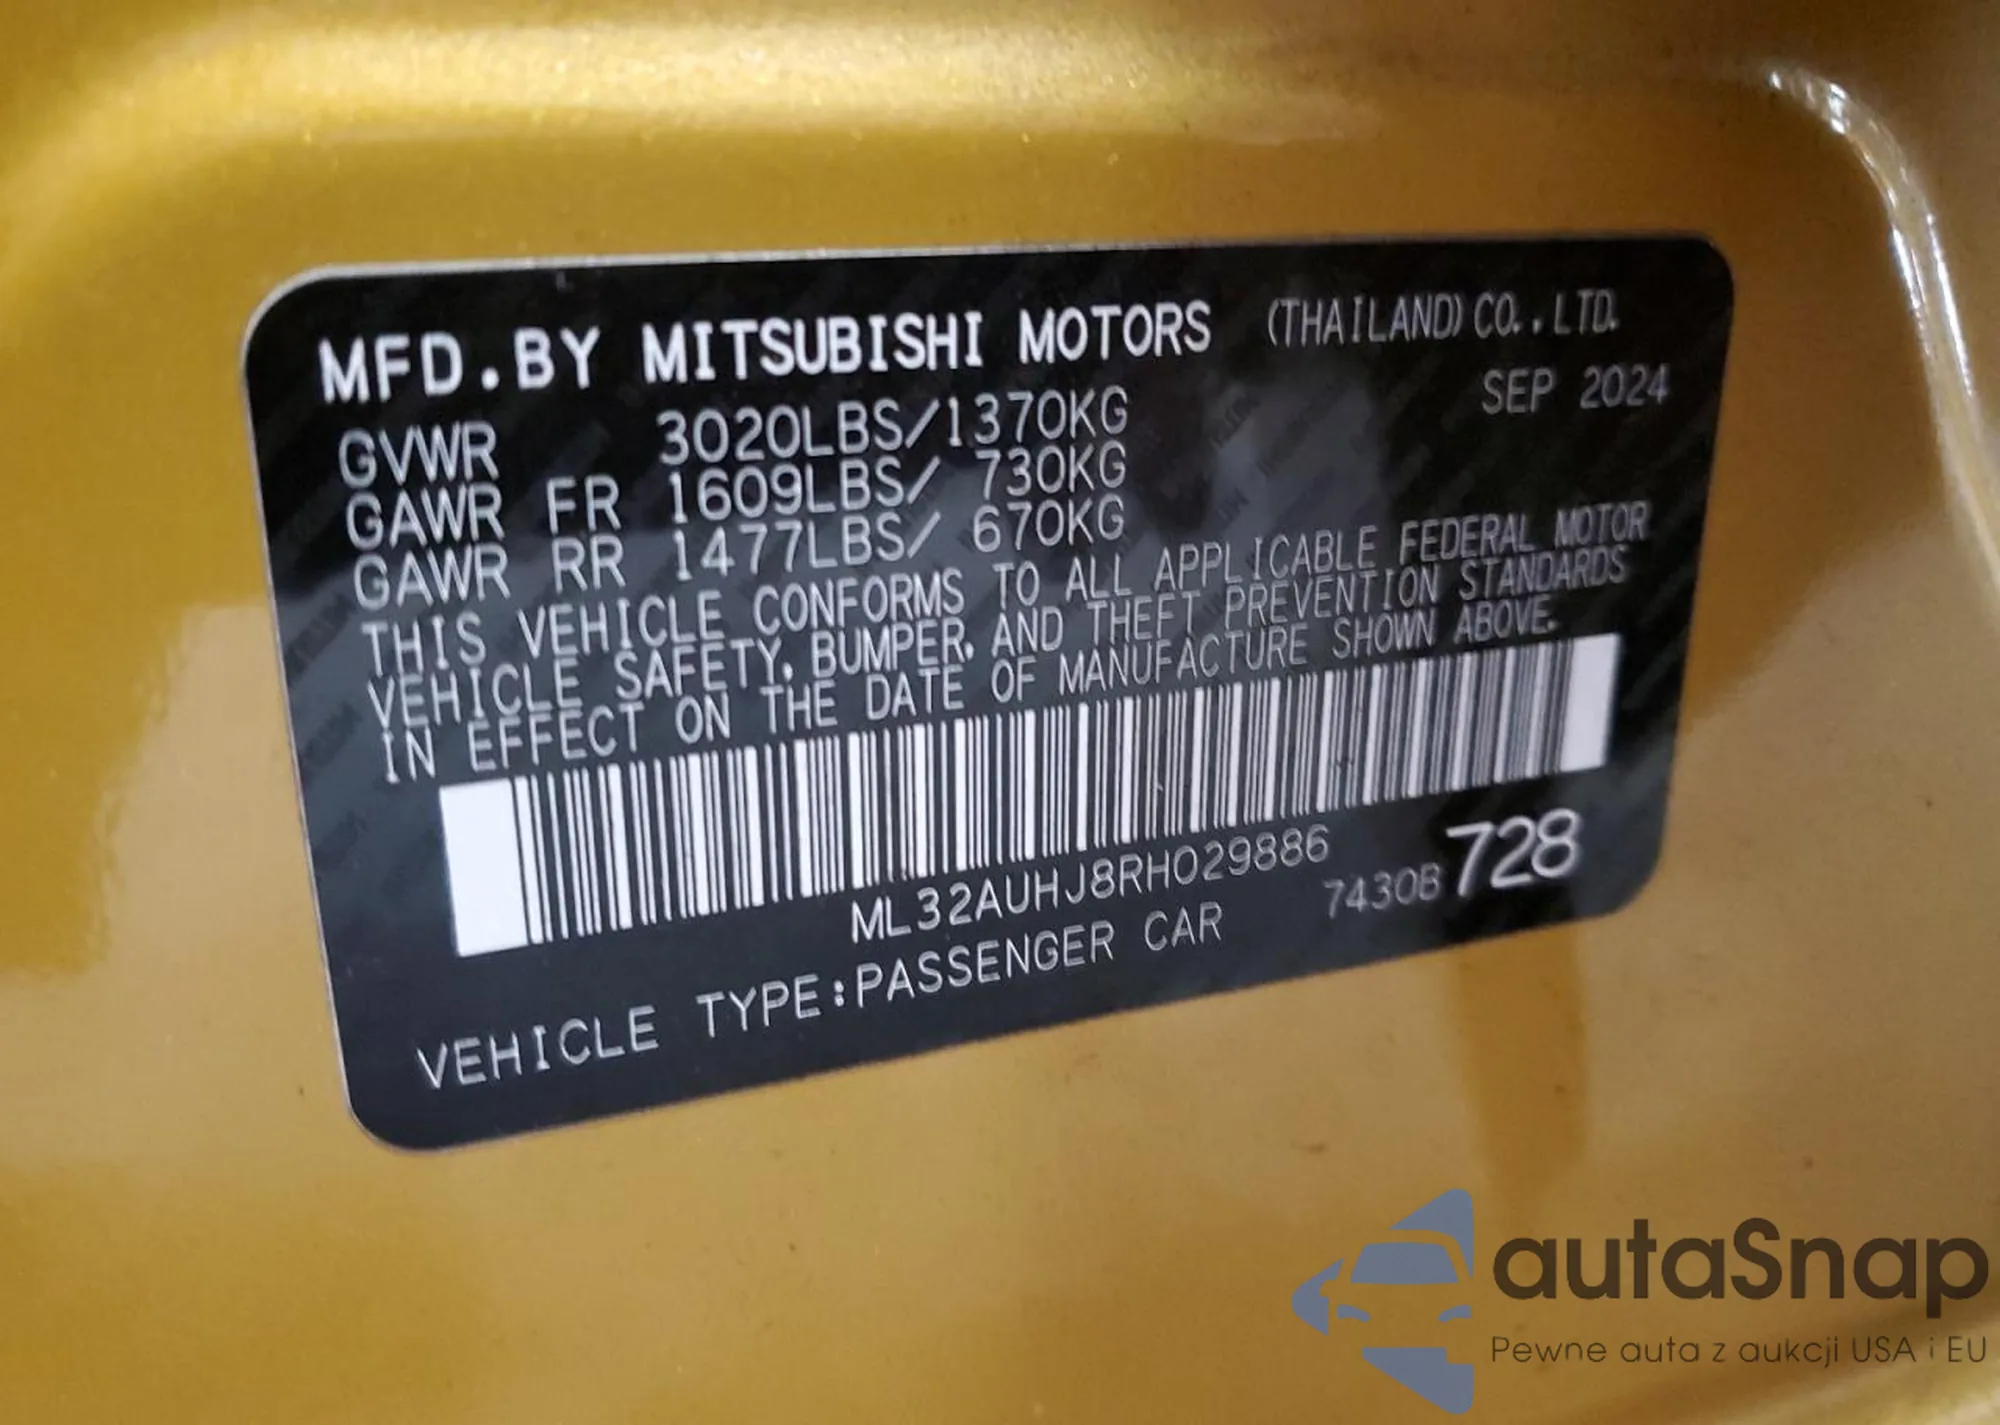 MFD.BY MITSUBISHI MOTORS (THAILAND) CO.,LTD.
SEP 2024
GVWR 3020LBS/1370KG
GAWR FR 1609LBS/ 730KG
GAWR RR 1477LBS/ 670KG
THIS VEHICLE CONFORMS TO ALL APPLICABLE FEDERAL MOTOR
VEHICLE SAFETY, BUMPER, AND THEFT PREVENTION STANDARDS
IN EFFECT ON THE DATE OF MANUFACTURE SHOWN ABOVE.
ML32AUHJ8RH029886
7430B 728
VEHICLE TYPE:PASSENGER CAR
autaSnap
Pewne auta z aukcji USA i EU